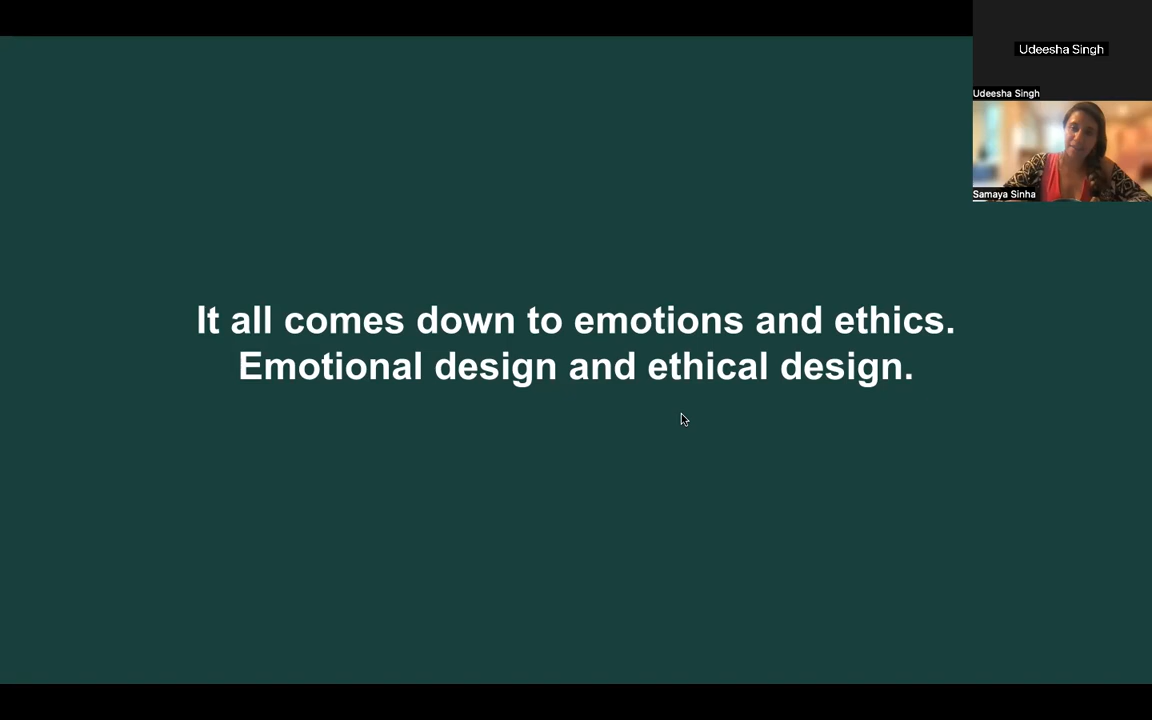 Udeesha Singh
Udeesha Singh
Samaya Sinha
It all comes down to emotions and ethics.
Emotional design and ethical design.